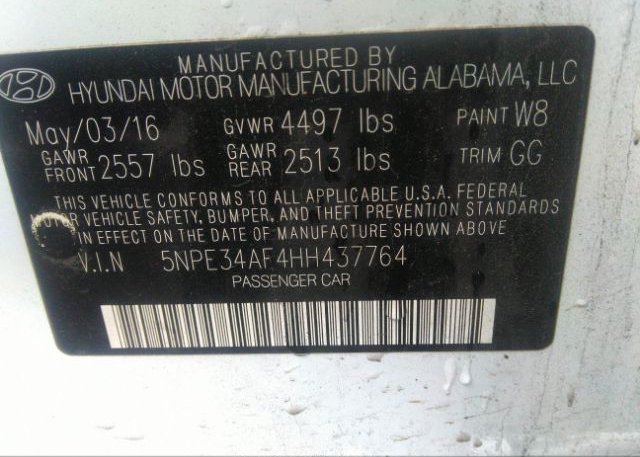 MANUFACTURED BY
HYUNDAI MOTOR MANUFACTURING ALABAMA, LLC
May/03/16 GVWR 4497 lbs PAINT W8
GAWR FRONT 2557 lbs GAWR REAR 2513 lbs TRIM GG
THIS VEHICLE CONFORMS TO ALL APPLICABLE U.S.A. FEDERAL
MOTOR VEHICLE SAFETY, BUMPER, AND THEFT PREVENTION STANDARDS
IN EFFECT ON THE DATE OF MANUFACTURE SHOWN ABOVE
V.I.N 5NPE34AF4HH437764
PASSENGER CAR